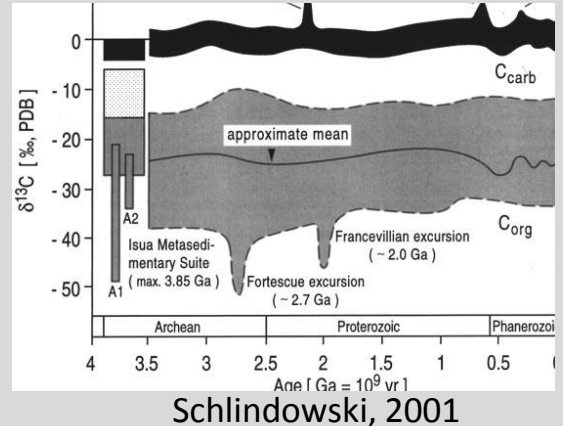 0
- 10
- 20
- 30
- 40
- 50
δ¹³C [ ‰, PDB]
C carb
approximate mean
A2
A1
Isua Metasedi-
mentary Suite
( max. 3.85 Ga )
Francevillian excursion
( ~ 2.0 Ga )
Fortescue excursion
( ~ 2.7 Ga )
C org
Archean
Proterozoic
Phanerozoi
4
3.5
3
2.5
2
1.5
1
0.5
0
Age [ Ga = 10⁹ yr ]
Schlindowski, 2001